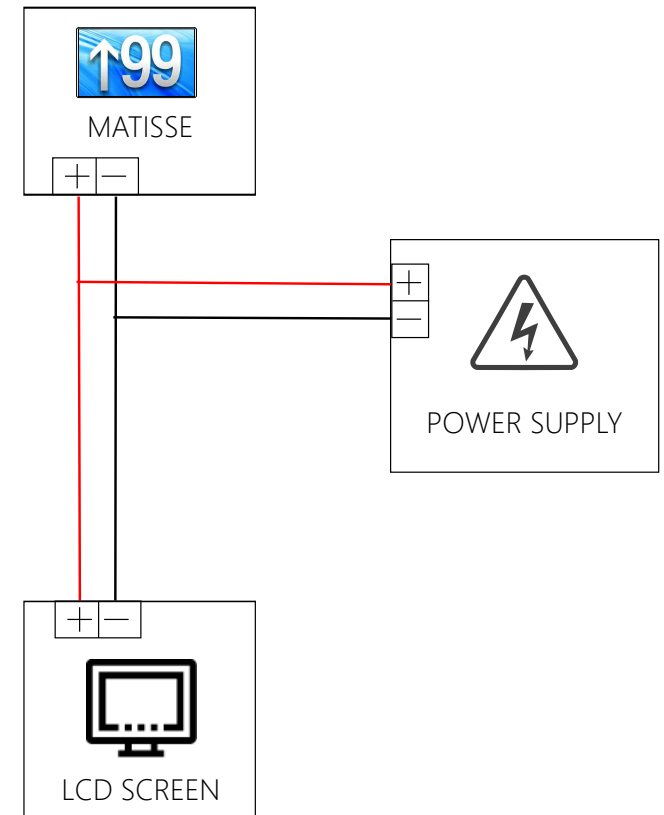 ↑99
MATISSE
+ −
+
−
POWER SUPPLY
+ −
LCD SCREEN